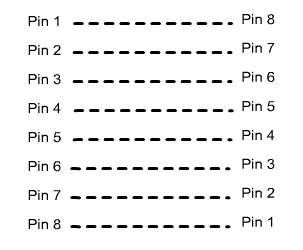 Pin 1 Pin 8
Pin 2 Pin 7
Pin 3 Pin 6
Pin 4 Pin 5
Pin 5 Pin 4
Pin 6 Pin 3
Pin 7 Pin 2
Pin 8 Pin 1